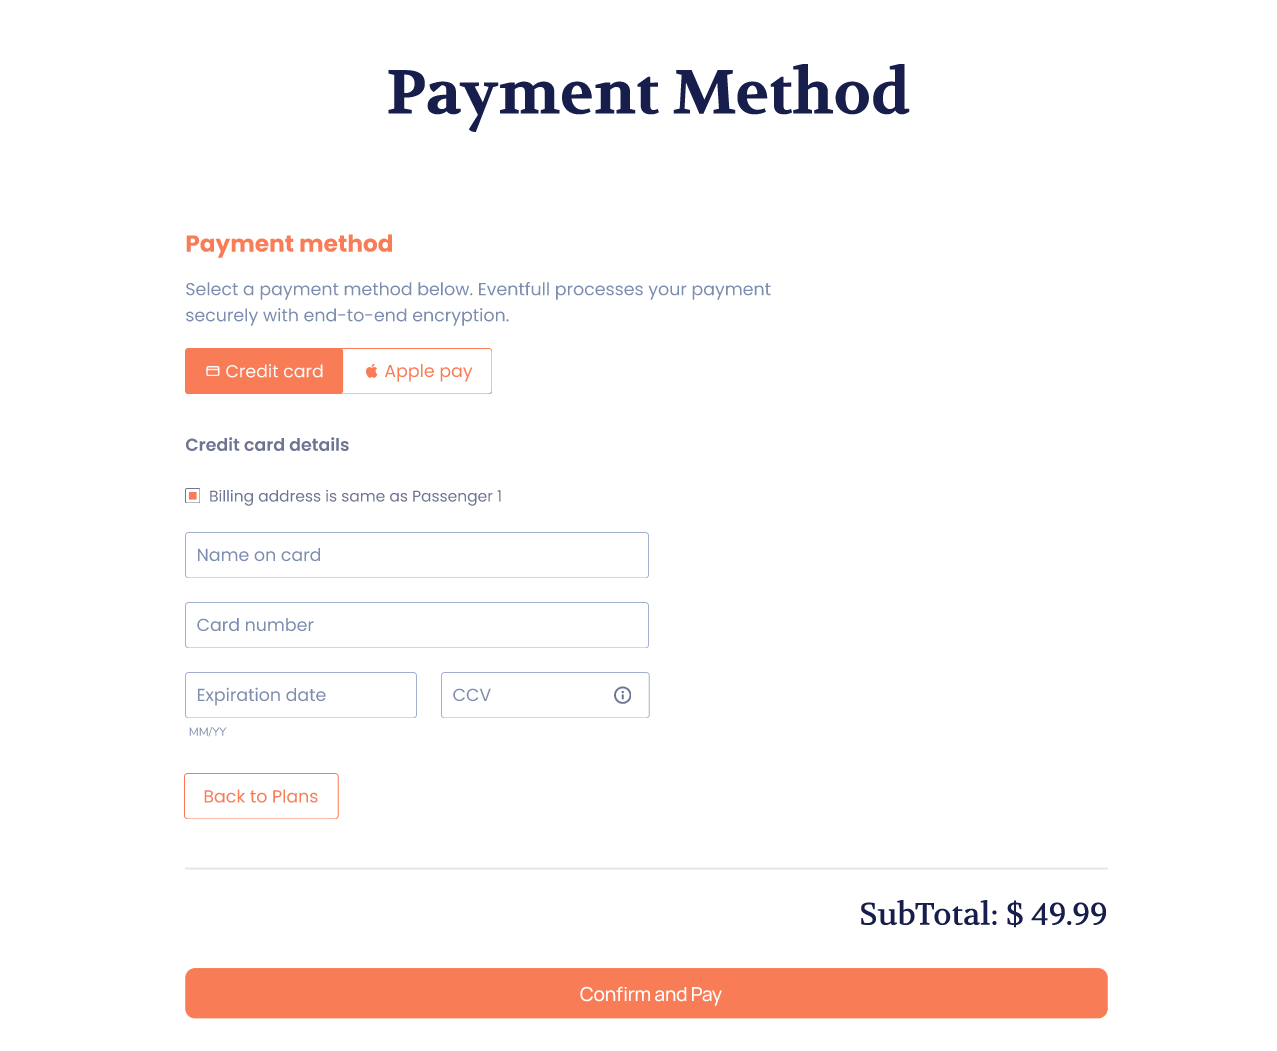 Payment Method
Payment method
Select a payment method below. Eventfull processes your payment
securely with end-to-end encryption.
Credit card
Apple pay
Credit card details
Billing address is same as Passenger 1
Name on card
Card number
Expiration date
CCV
MM/YY
Back to Plans
SubTotal: $ 49.99
Confirm and Pay